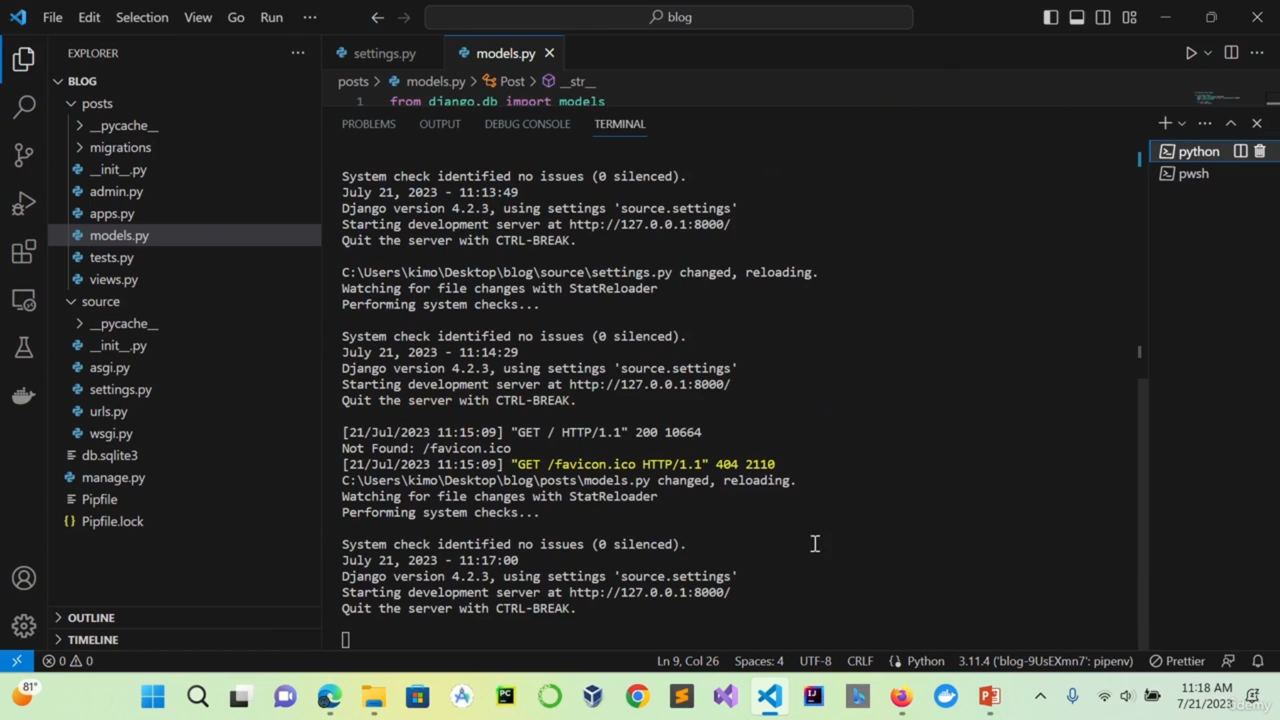 File Edit Selection View Go Run ··· blog
EXPLORER ···
BLOG
posts
__pycache__
migrations
__init__.py
admin.py
apps.py
models.py
tests.py
views.py
source
__pycache__
__init__.py
asgi.py
settings.py
urls.py
wsgi.py
db.sqlite3
manage.py
Pipfile
{} Pipfile.lock
OUTLINE
TIMELINE
settings.py models.py
posts > models.py > Post > __str__
1 from django.db import models
PROBLEMS OUTPUT DEBUG CONSOLE TERMINAL
python
pwsh
System check identified no issues (0 silenced).
July 21, 2023 - 11:13:49
Django version 4.2.3, using settings 'source.settings'
Starting development server at http://127.0.0.1:8000/
Quit the server with CTRL-BREAK.
C:\Users\kimo\Desktop\blog\source\settings.py changed, reloading.
Watching for file changes with StatReloader
Performing system checks...
System check identified no issues (0 silenced).
July 21, 2023 - 11:14:29
Django version 4.2.3, using settings 'source.settings'
Starting development server at http://127.0.0.1:8000/
Quit the server with CTRL-BREAK.
[21/Jul/2023 11:15:09] "GET / HTTP/1.1" 200 10664
Not Found: /favicon.ico
[21/Jul/2023 11:15:09] "GET /favicon.ico HTTP/1.1" 404 2110
C:\Users\kimo\Desktop\blog\posts\models.py changed, reloading.
Watching for file changes with StatReloader
Performing system checks...
System check identified no issues (0 silenced).
July 21, 2023 - 11:17:00
Django version 4.2.3, using settings 'source.settings'
Starting development server at http://127.0.0.1:8000/
Quit the server with CTRL-BREAK.
0 0 Ln 9, Col 26 Spaces: 4 UTF-8 CRLF Python 3.11.4 ('blog-9UsEXmn7': pipenv) Prettier
81° PC 11:18 AM
7/21/2023
Udemy